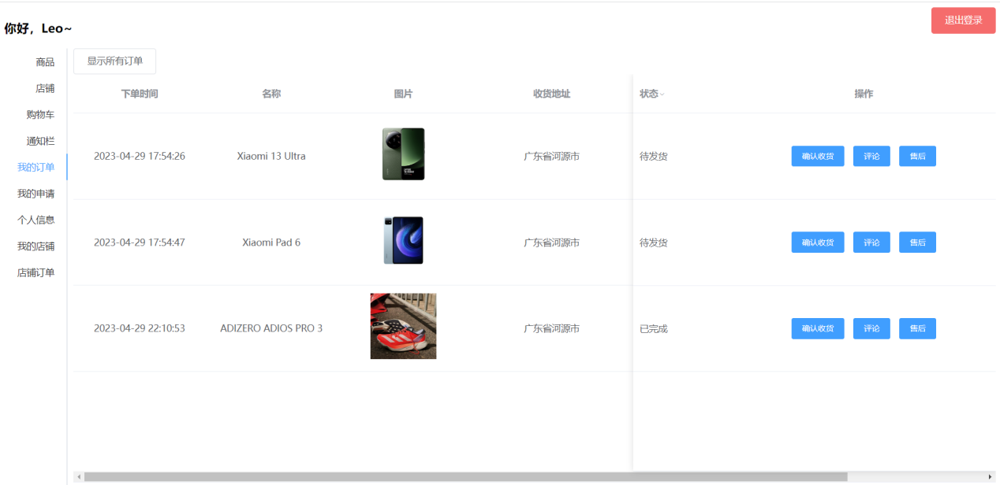 你好，Leo~
退出登录
商品
店铺
购物车
通知栏
我的订单
我的申请
个人信息
我的店铺
店铺订单
显示所有订单
下单时间 名称 图片 收货地址 状态 操作
2023-04-29 17:54:26 Xiaomi 13 Ultra 广东省河源市 待发货 确认收货 评论 售后
2023-04-29 17:54:47 Xiaomi Pad 6 广东省河源市 待发货 确认收货 评论 售后
2023-04-29 22:10:53 ADIZERO ADIOS PRO 3 广东省河源市 已完成 确认收货 评论 售后